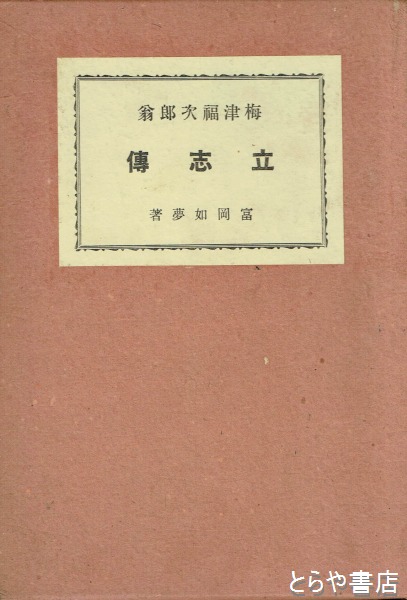 梅津福次郎翁
立志傳
富岡如夢著
とらや書店